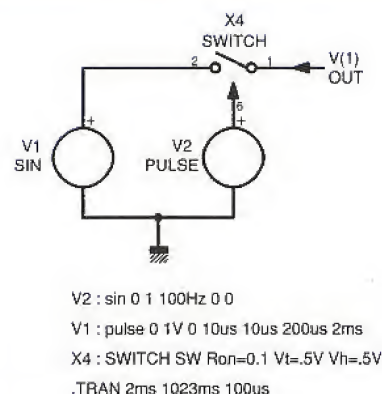 X4
SWITCH
2
1
V(1)
OUT
6
+
+
V1
SIN
V2
PULSE
V2 : sin 0 1 100Hz 0 0
V1 : pulse 0 1V 0 10us 10us 200us 2ms
X4 : SWITCH SW Ron=0.1 Vt=.5V Vh=.5V
.TRAN 2ms 1023ms 100us